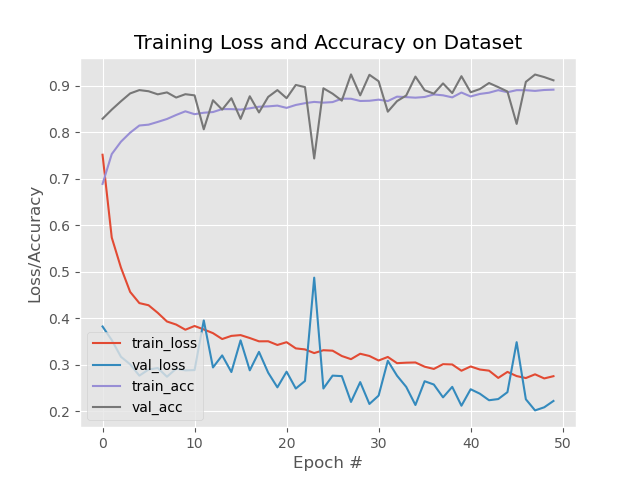 Training Loss and Accuracy on Dataset
Loss/Accuracy
0.9
0.8
0.7
0.6
0.5
0.4
0.3
0.2
train_loss
val_loss
train_acc
val_acc
0 10 20 30 40 50
Epoch #